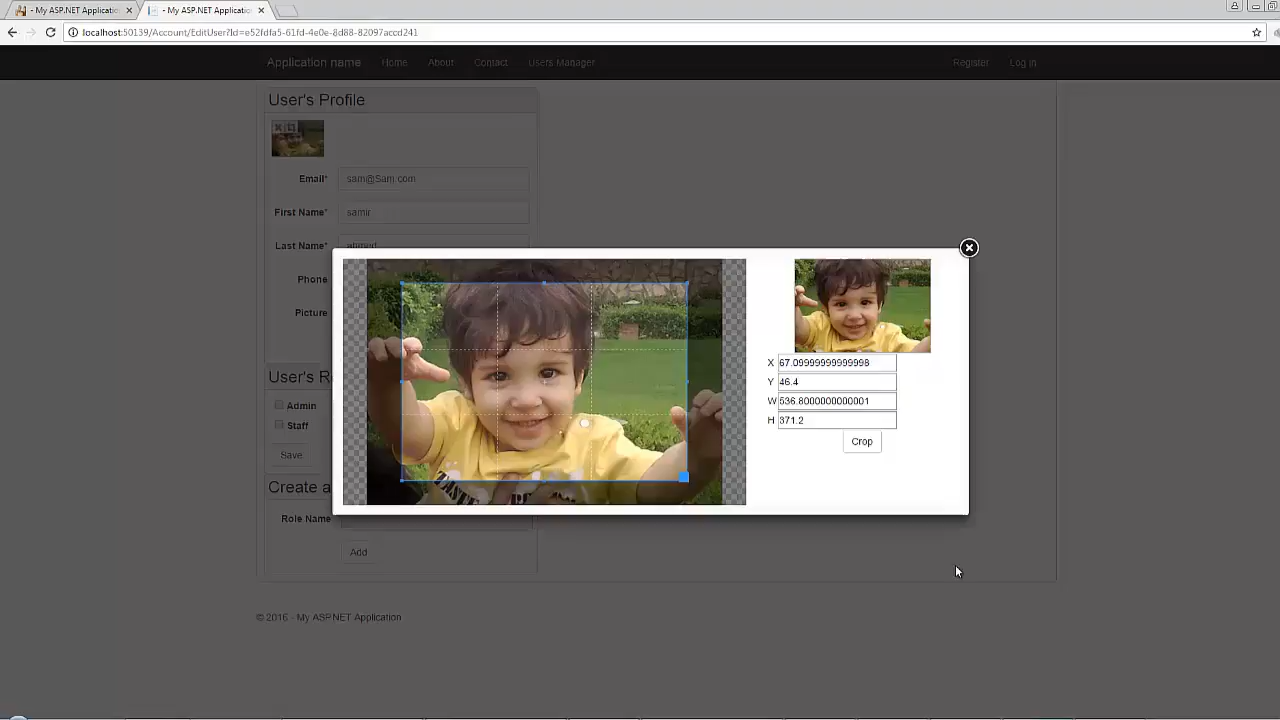 - My ASP.NET Application
- My ASP.NET Application
localhost:50139/Account/EditUser?Id=e52fdfa5-61fd-4e0e-8d88-82097accd241
Application name Home About Contact Users Manager Register Log in
User's Profile
Email* sam@Sam.com
First Name* samir
Last Name* ahmed
Phone
Picture
X 67.09999999999998
Y 46.4
W 536.8000000000001
H 371.2
Crop
User's R
Admin
Staff
Save
Create a
Role Name
Add
© 2016 - My ASP.NET Application